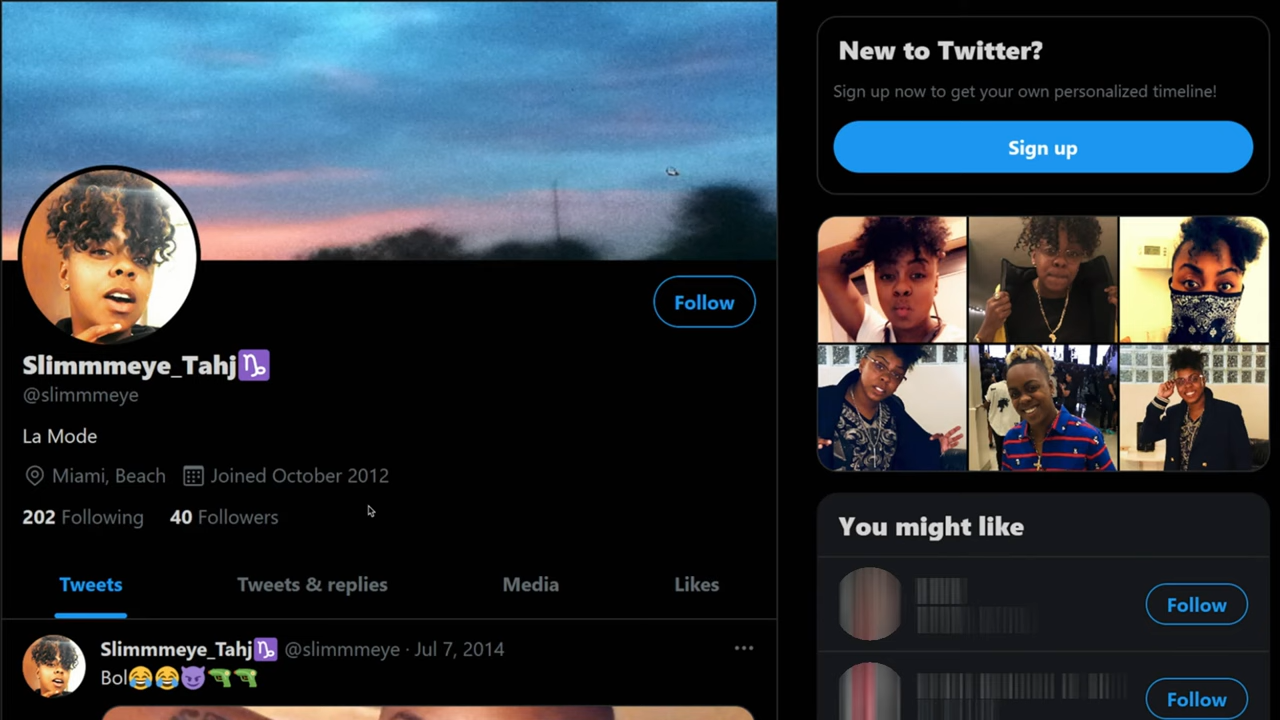 Slimmmeye_Tahj♑
@slimmmeye
La Mode
Miami, Beach Joined October 2012
202 Following 40 Followers
Follow
Tweets Tweets & replies Media Likes
Slimmmeye_Tahj♑ @slimmmeye · Jul 7, 2014
Bol😂😂😈🔫🔫
New to Twitter?
Sign up now to get your own personalized timeline!
Sign up
You might like
Follow
Follow